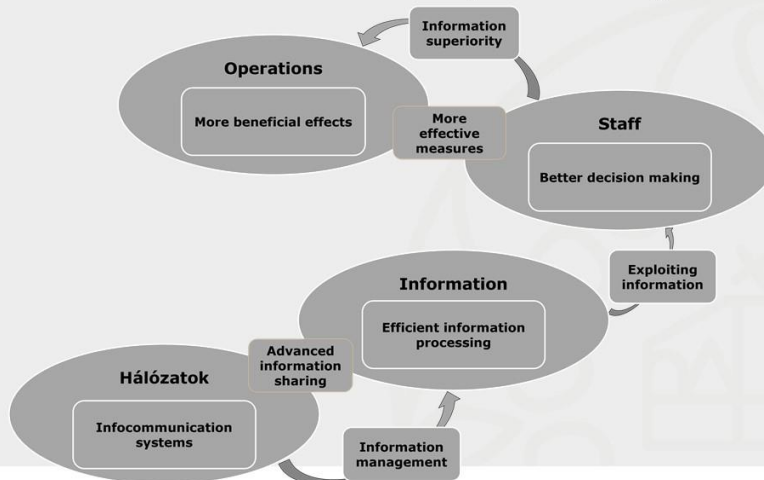 Information
superiority
Operations
More beneficial effects
More
effective
measures
Staff
Better decision making
Exploiting
information
Information
Efficient information
processing
Advanced
information
sharing
Hálózatok
Infocommunication
systems
Information
management